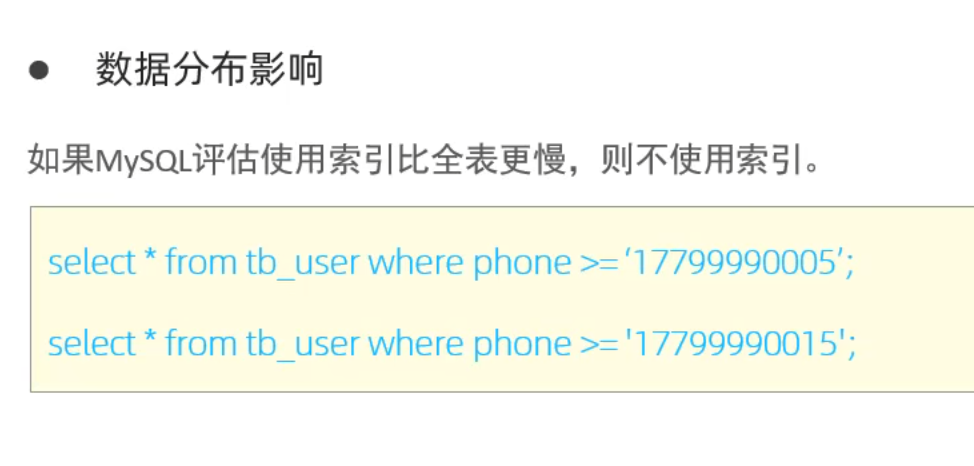 ● 数据分布影响
如果MySQL评估使用索引比全表更慢，则不使用索引。
select * from tb_user where phone >= ‘17799990005’;
select * from tb_user where phone >= '17799990015';